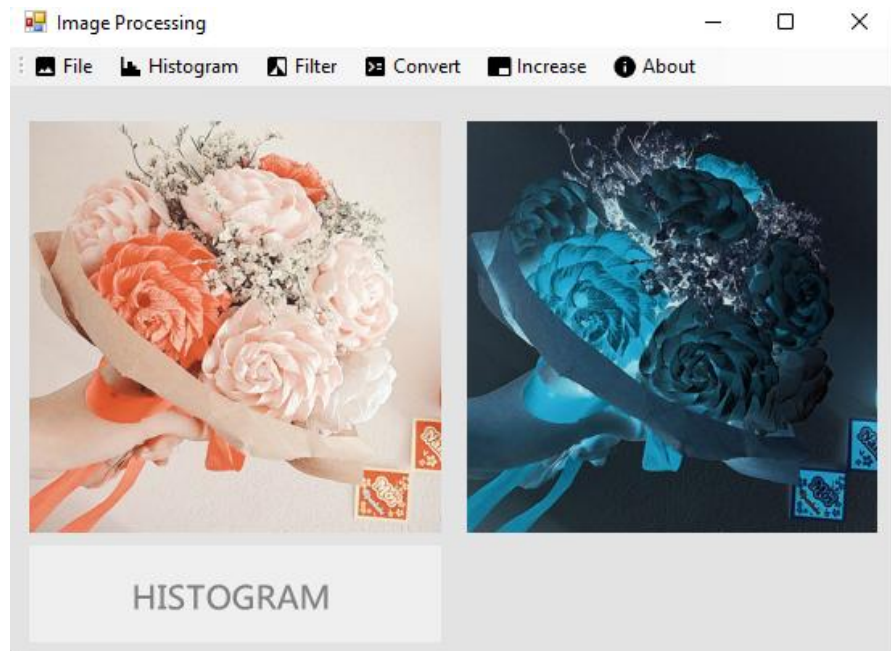 Image Processing
File Histogram Filter Convert Increase About
HISTOGRAM